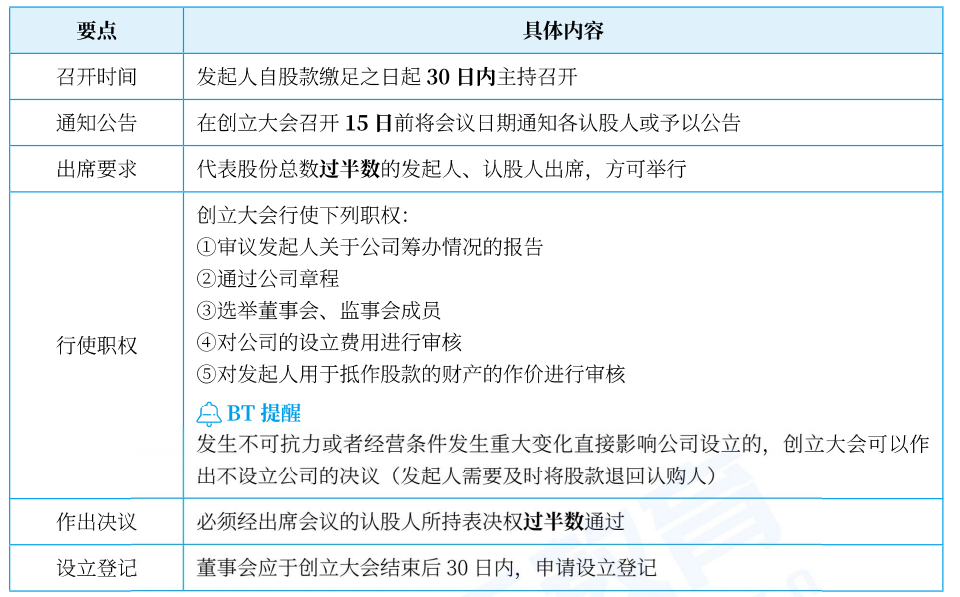 要点 具体内容
召开时间 发起人自股款缴足之日起 30 日内主持召开
通知公告 在创立大会召开 15 日前将会议日期通知各认股人或予以公告
出席要求 代表股份总数过半数的发起人、认股人出席，方可举行
行使职权
创立大会行使下列职权：
①审议发起人关于公司筹办情况的报告
②通过公司章程
③选举董事会、监事会成员
④对公司的设立费用进行审核
⑤对发起人用于抵作股款的财产的作价进行审核
BT 提醒
发生不可抗力或者经营条件发生重大变化直接影响公司设立的，创立大会可以作
出不设立公司的决议（发起人需要及时将股款退回认购人）
作出决议 必须经出席会议的认股人所持表决权过半数通过
设立登记 董事会应于创立大会结束后 30 日内，申请设立登记